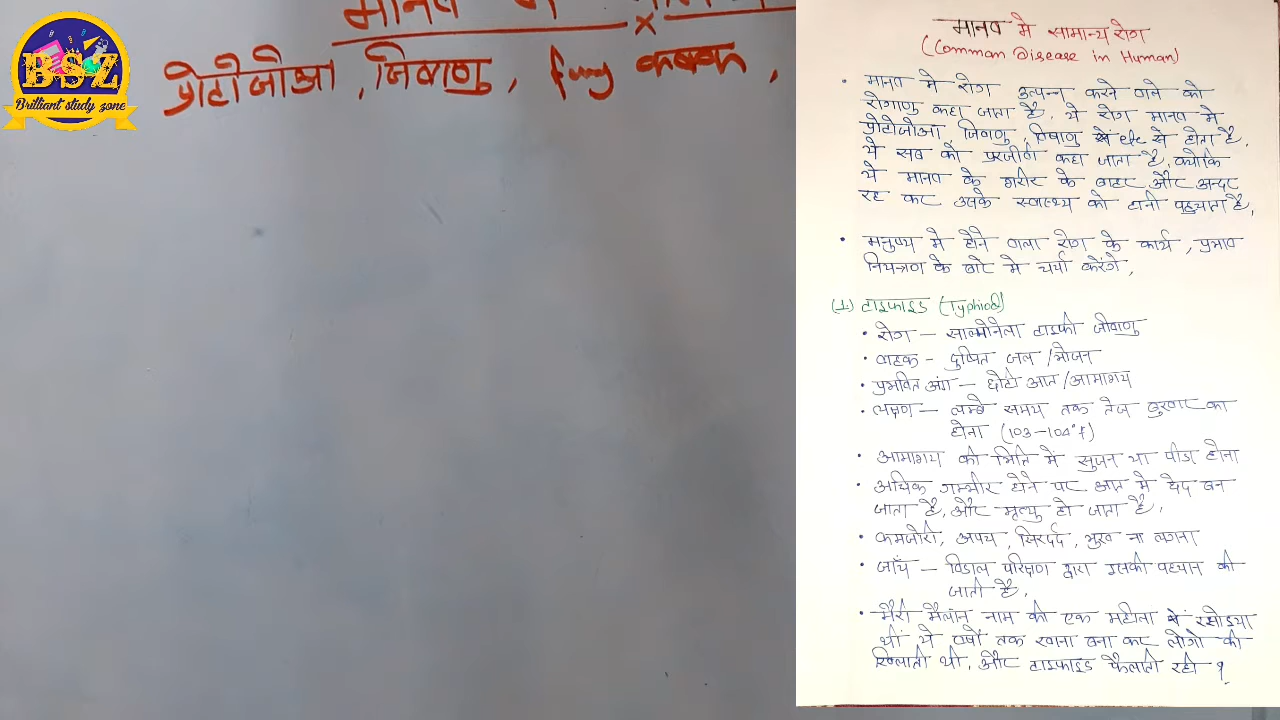 BSZ
Brilliant study zone
मानव में
प्रोटोजोआ, जिवाणु, fung कवक,
मानव मे सामान्य रोग
(Common Disease in Human)
• मानव मे रोग उत्पन्न करने वाले को
रोगाणु कहा जाता है, ये रोग मानव मे
प्रोटोजोआ, जिवाणु, विषाणु etc से होता है,
ये सब को परजीवी कहा जाता है, क्योकि
ये मानव के शरीर के बाहर और अन्दर
रह कर उसके स्वास्थ्य को हानी पहुचाता है,
• मनुष्य मे होने वाला रोग के कार्य, प्रभाव
नियन्त्रण के बारे मे चर्चा करेंगे,
(1.) टाइफाइड (Typhiod)
• रोग – साल्मोनेला टाइफी जीवाणु
• वाहक - दुषित जल / भोजन
• प्रभवित अंग – छोटी आत / आमाशय
• लक्षण – लम्बे समय तक तेज बुखार का
होना (103–104°f)
• आमाशय की भिति मे सुजन या पीडा होना
• अधिक गम्भीर होने पर आत मे छेद बन
जाता है, और मृत्यु हो जाता है,
• कमजोरी, अपच, सिरदर्द, भुख ना लगना
• जाँच – विडाल परिक्षण द्वारा इसकी पहचान की
जाती है,
• मैरी मैलॉन नाम की एक महीला रसोइया
थीं ये वर्षो तक खाना बना कर लोगो को
खिलाती थी, और टाइफाइड फैलाती रही ?